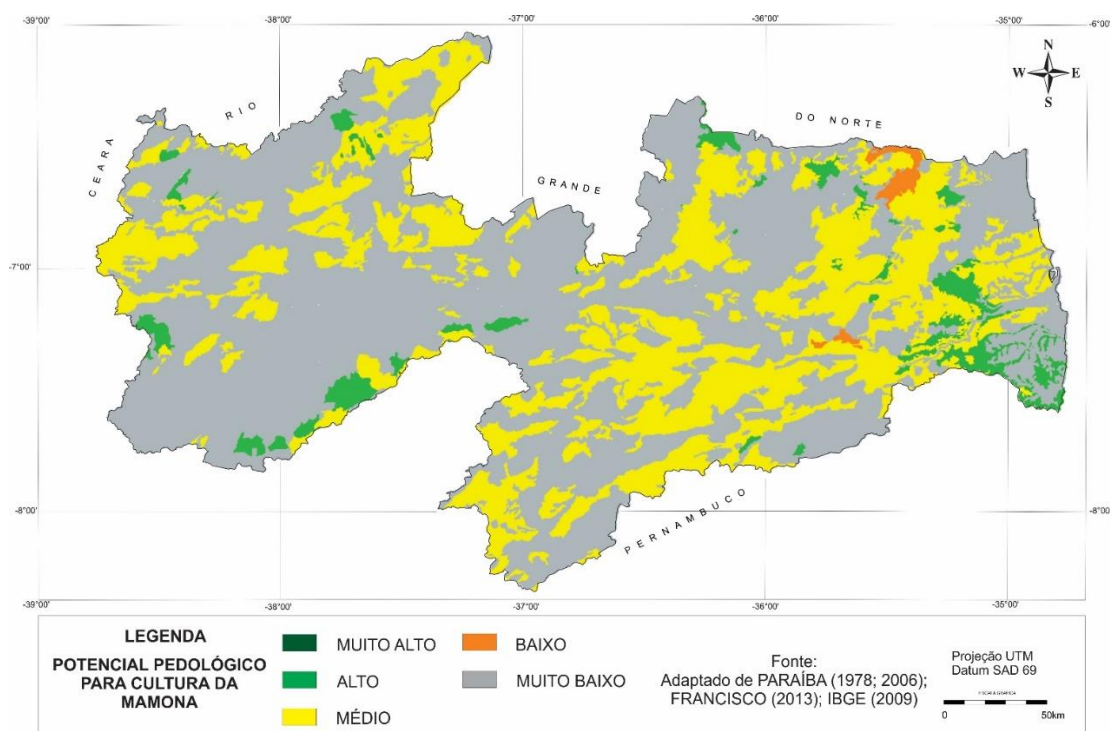 -39°00'
-38°00'
-37°00'
-36°00'
-35°00'
-6°00'
N
W E
S
RIO
DO NORTE
CEARA
GRANDE
-7°00'
-7°00'
-8°00'
-8°00'
PERNAMBUCO
-39°00'
-38°00'
-37°00'
-36°00'
-35°00'
LEGENDA
POTENCIAL PEDOLÓGICO
PARA CULTURA DA
MAMONA
MUITO ALTO
ALTO
MÉDIO
BAIXO
MUITO BAIXO
Fonte:
Adaptado de PARAÍBA (1978; 2006);
FRANCISCO (2013); IBGE (2009)
Projeção UTM
Datum SAD 69
ESCALA GRÁFICA
0 50km